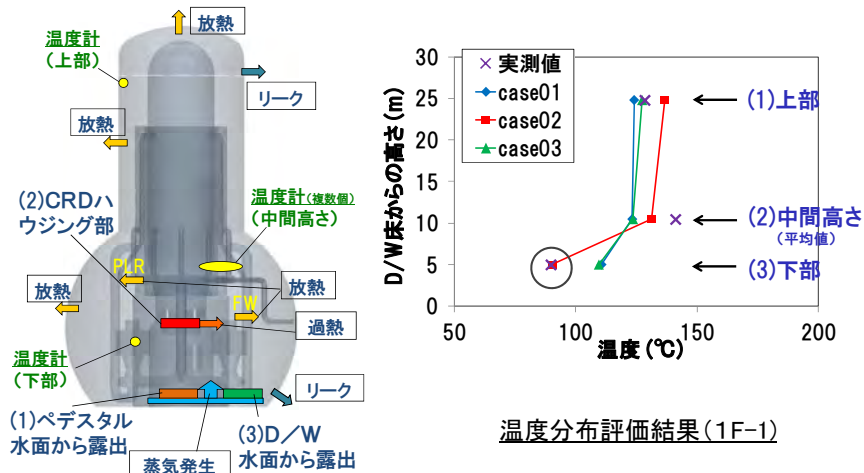 放熱
温度計
(上部)
リーク
放熱
(2)CRDハ
ウジング部
温度計(複数個)
(中間高さ)
PLR
放熱
FW
放熱
過熱
温度計
(下部)
リーク
(1)ペデスタル
水面から露出
(3)D/W
水面から露出
蒸気発生
D/W床からの高さ(m)
30
25
20
15
10
5
0
実測値
case01
case02
case03
(1)上部
(2)中間高さ
(平均値)
(3)下部
50
100
150
200
温度(℃)
温度分布評価結果(1F-1)